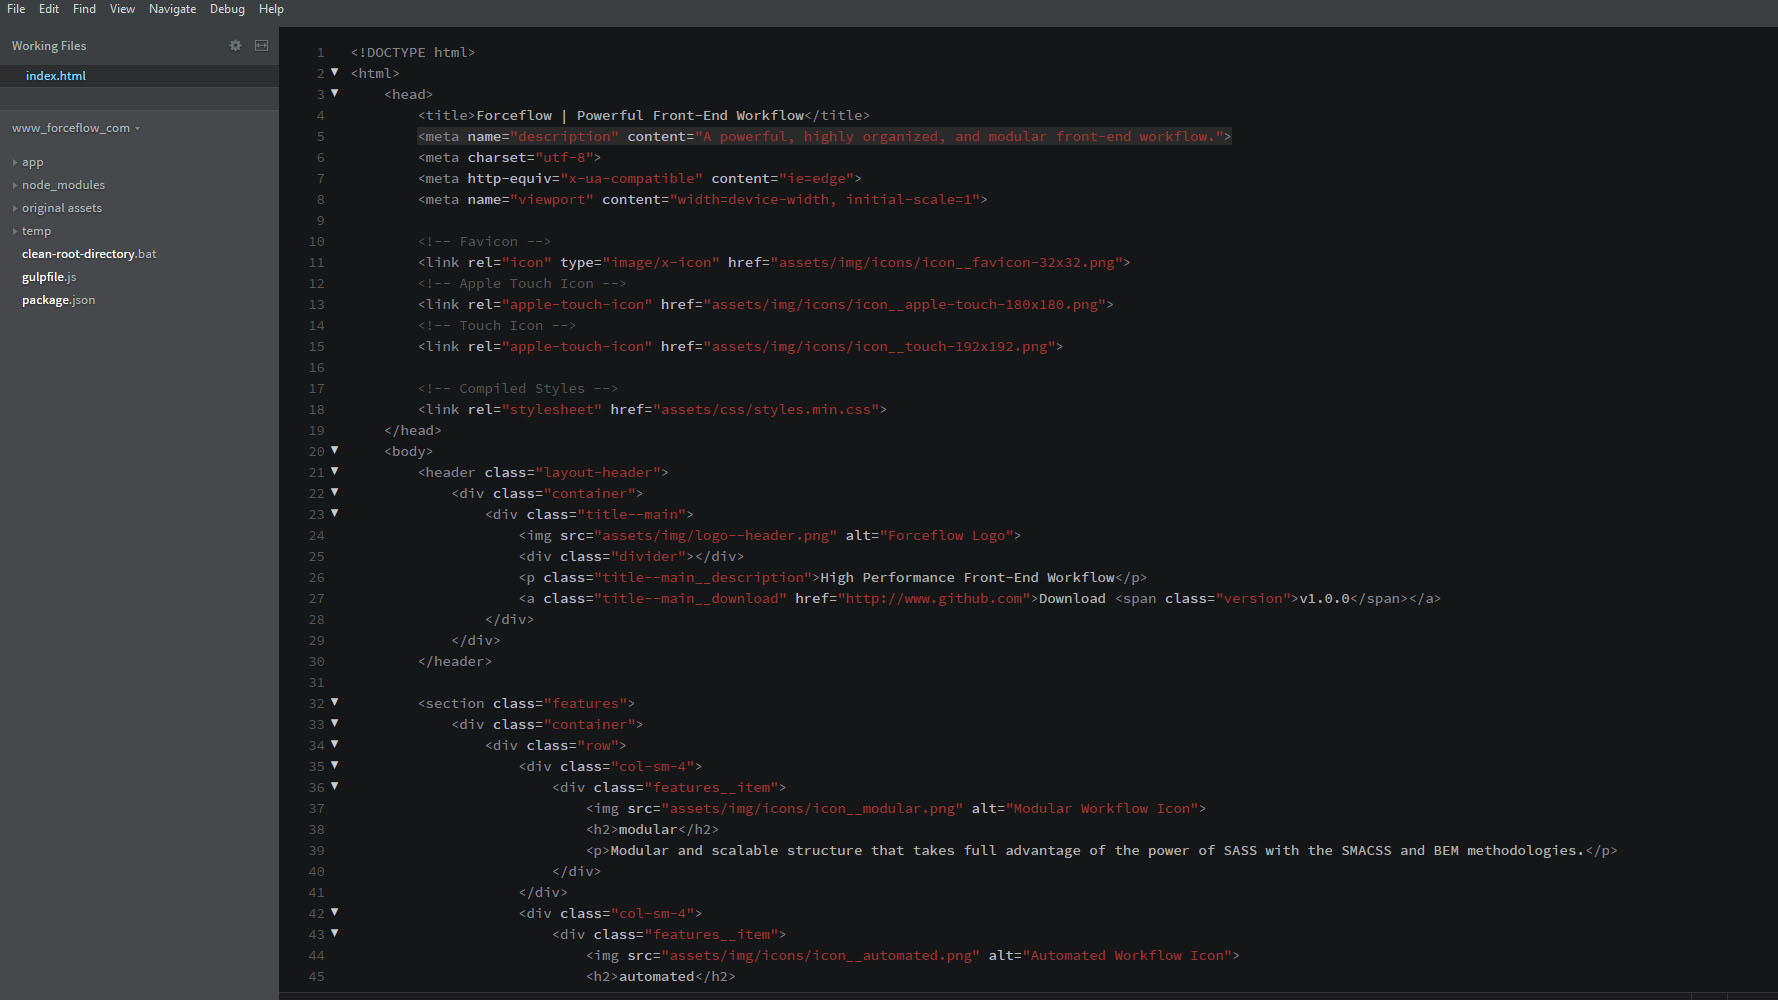 File Edit Find View Navigate Debug Help
Working Files
index.html
www_forceflow_com
app
node_modules
original assets
temp
clean-root-directory.bat
gulpfile.js
package.json
1 <!DOCTYPE html>
2 <html>
3 <head>
4 <title>Forceflow | Powerful Front-End Workflow</title>
5 <meta name="description" content="A powerful, highly organized, and modular front-end workflow.">
6 <meta charset="utf-8">
7 <meta http-equiv="x-ua-compatible" content="ie=edge">
8 <meta name="viewport" content="width=device-width, initial-scale=1">
9
10 <!-- Favicon -->
11 <link rel="icon" type="image/x-icon" href="assets/img/icons/icon__favicon-32x32.png">
12 <!-- Apple Touch Icon -->
13 <link rel="apple-touch-icon" href="assets/img/icons/icon__apple-touch-180x180.png">
14 <!-- Touch Icon -->
15 <link rel="apple-touch-icon" href="assets/img/icons/icon__touch-192x192.png">
16
17 <!-- Compiled Styles -->
18 <link rel="stylesheet" href="assets/css/styles.min.css">
19 </head>
20 <body>
21 <header class="layout-header">
22 <div class="container">
23 <div class="title--main">
24 <img src="assets/img/logo--header.png" alt="Forceflow Logo">
25 <div class="divider"></div>
26 <p class="title--main__description">High Performance Front-End Workflow</p>
27 <a class="title--main__download" href="http://www.github.com">Download <span class="version">v1.0.0</span></a>
28 </div>
29 </div>
30 </header>
31
32 <section class="features">
33 <div class="container">
34 <div class="row">
35 <div class="col-sm-4">
36 <div class="features__item">
37 <img src="assets/img/icons/icon__modular.png" alt="Modular Workflow Icon">
38 <h2>modular</h2>
39 <p>Modular and scalable structure that takes full advantage of the power of SASS with the SMACSS and BEM methodologies.</p>
40 </div>
41 </div>
42 <div class="col-sm-4">
43 <div class="features__item">
44 <img src="assets/img/icons/icon__automated.png" alt="Automated Workflow Icon">
45 <h2>automated</h2>